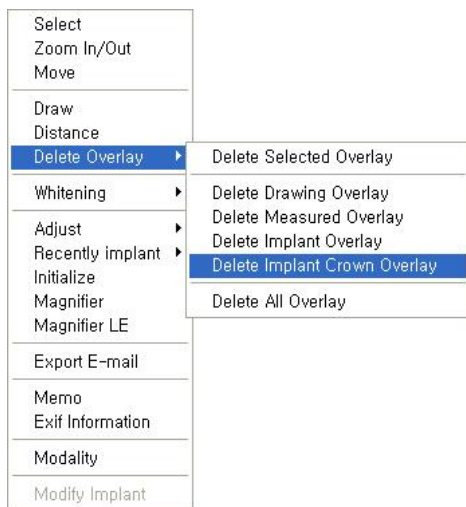 Select
Zoom In/Out
Move
Draw
Distance
Delete Overlay
Whitening
Adjust
Recently implant
Initialize
Magnifier
Magnifier LE
Export E-mail
Memo
Exif Information
Modality
Modify Implant
Delete Selected Overlay
Delete Drawing Overlay
Delete Measured Overlay
Delete Implant Overlay
Delete Implant Crown Overlay
Delete All Overlay